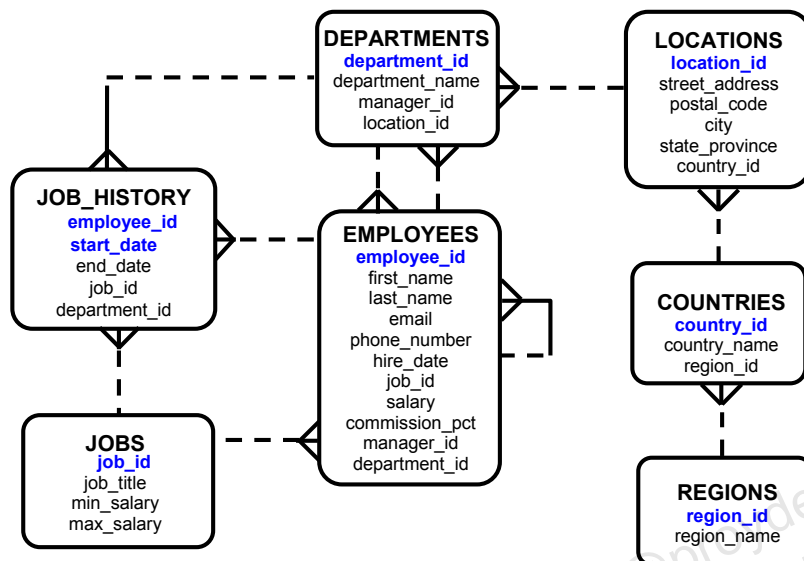 DEPARTMENTS
department_id
department_name
manager_id
location_id
LOCATIONS
location_id
street_address
postal_code
city
state_province
country_id
JOB_HISTORY
employee_id
start_date
end_date
job_id
department_id
EMPLOYEES
employee_id
first_name
last_name
email
phone_number
hire_date
job_id
salary
commission_pct
manager_id
department_id
COUNTRIES
country_id
country_name
region_id
JOBS
job_id
job_title
min_salary
max_salary
REGIONS
region_id
region_name